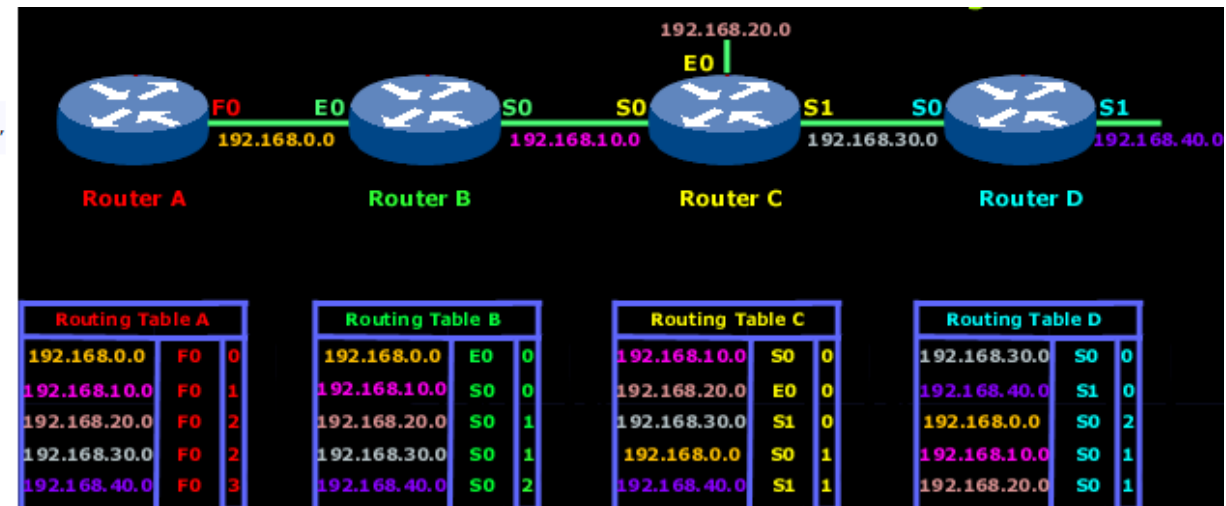 192.168.20.0
E0
F0 E0 S0 S0 S1 S0 S1
192.168.0.0 192.168.10.0 192.168.30.0 192.168.40.0
Router A Router B Router C Router D
Routing Table A
192.168.0.0 F0 0
192.168.10.0 F0 1
192.168.20.0 F0 2
192.168.30.0 F0 2
192.168.40.0 F0 3
Routing Table B
192.168.0.0 E0 0
192.168.10.0 S0 0
192.168.20.0 S0 1
192.168.30.0 S0 1
192.168.40.0 S0 2
Routing Table C
192.168.10.0 S0 0
192.168.20.0 E0 0
192.168.30.0 S1 0
192.168.0.0 S0 1
192.168.40.0 S1 1
Routing Table D
192.168.30.0 S0 0
192.168.40.0 S1 0
192.168.0.0 S0 2
192.168.10.0 S0 1
192.168.20.0 S0 1